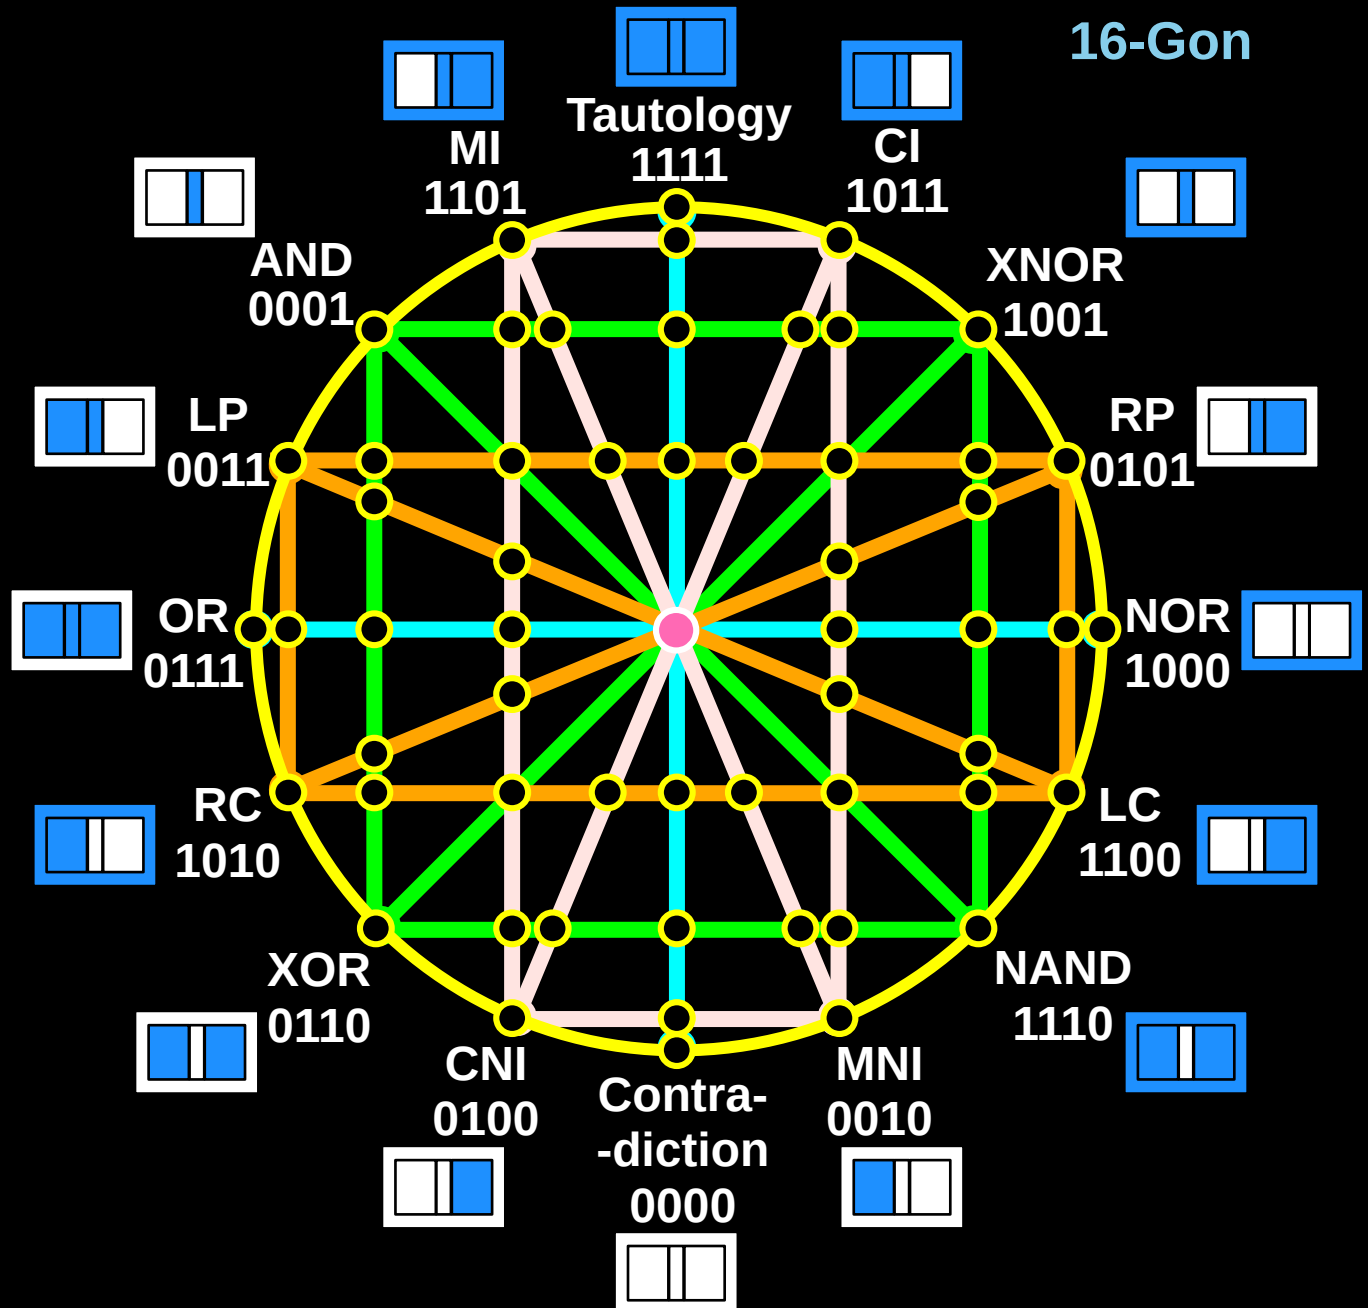 16-Gon
Tautology
1111
MI
1101
CI
1011
AND
0001
XNOR
1001
LP
0011
RP
0101
OR
0111
NOR
1000
RC
1010
LC
1100
XOR
0110
NAND
1110
CNI
0100
Contra-
-diction
0000
MNI
0010